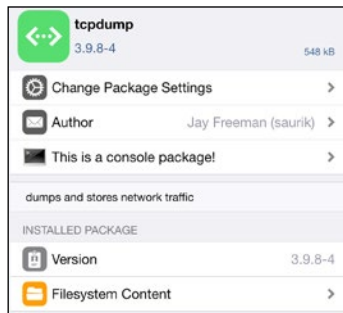 tcpdump
3.9.8-4
548 kB
Change Package Settings
Author Jay Freeman (saurik)
This is a console package!
dumps and stores network traffic
INSTALLED PACKAGE
Version 3.9.8-4
Filesystem Content